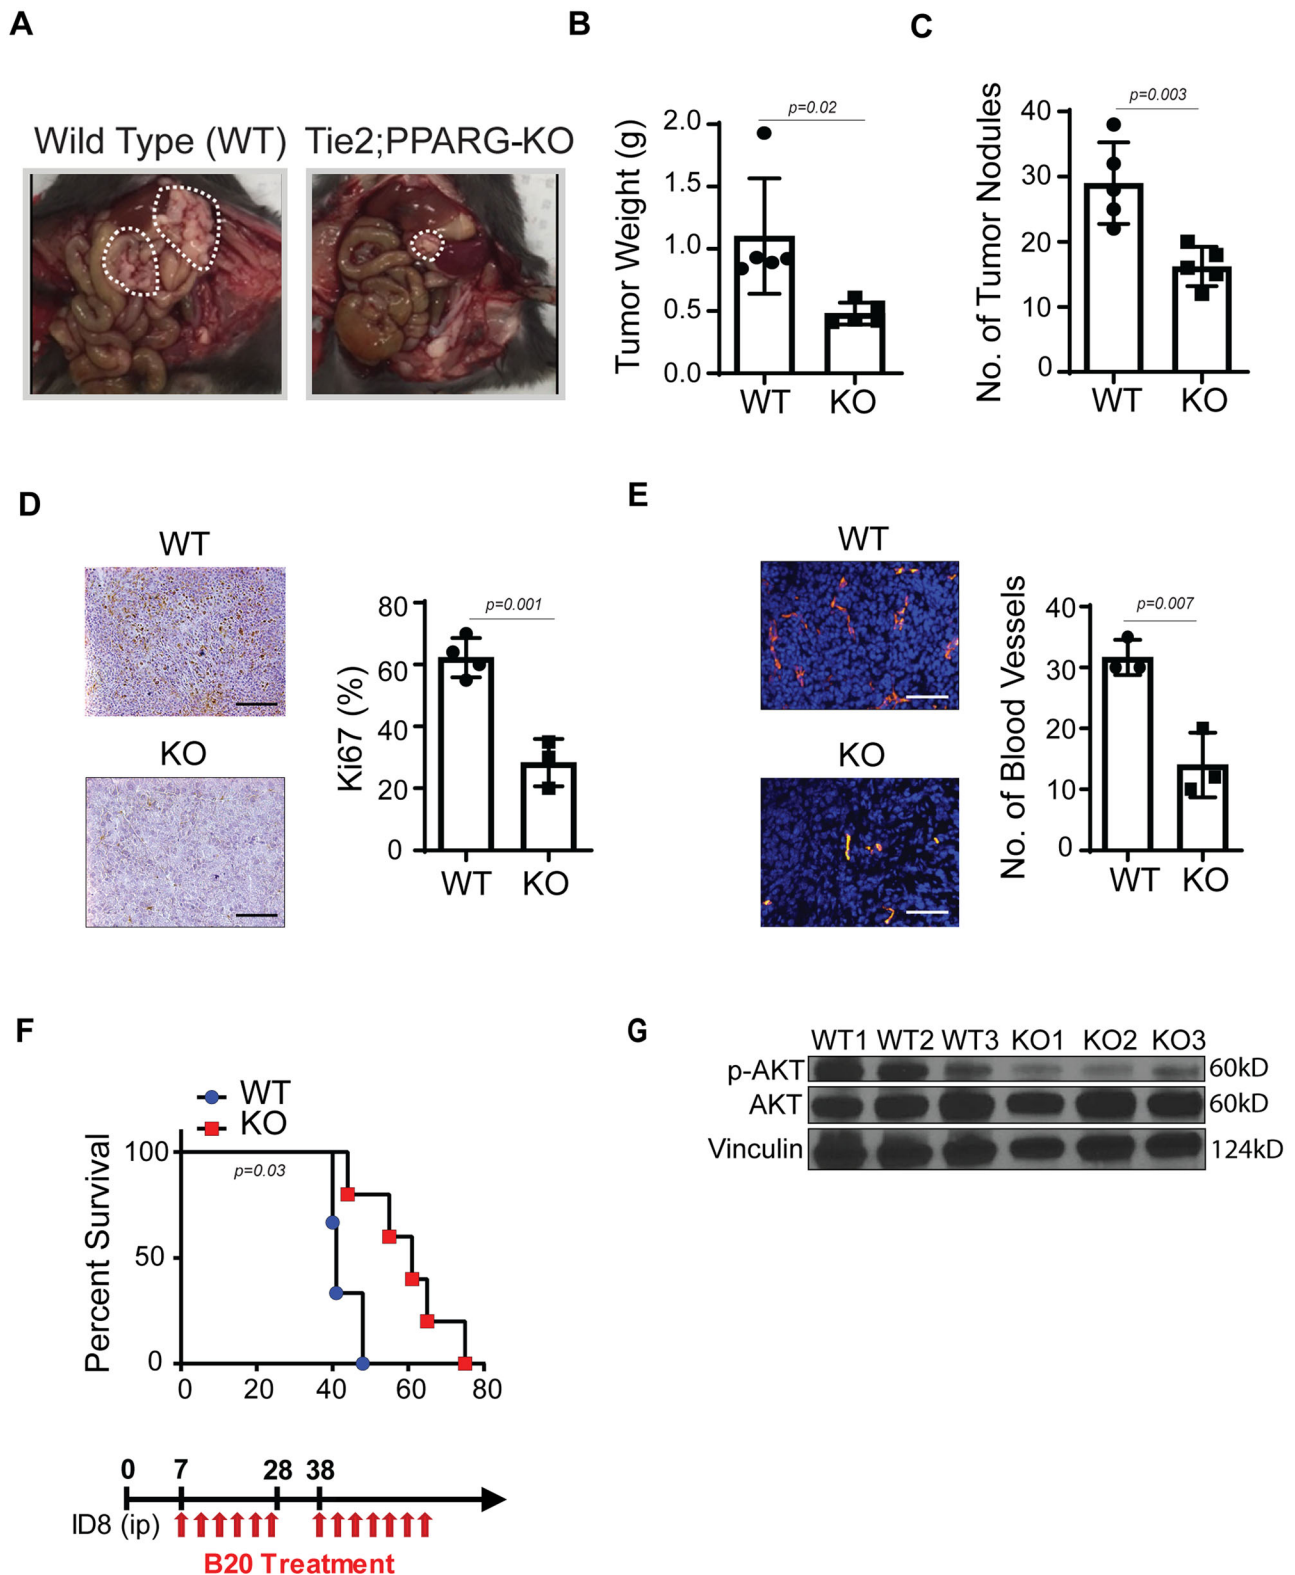 A
Wild Type (WT)
Tie2;PPARG-KO
B
Tumor Weight (g)
2.0
1.5
1.0
0.5
0.0
p=0.02
WT
KO
C
No. of Tumor Nodules
40
30
20
10
0
p=0.003
WT
KO
D
WT
KO
Ki67 (%)
80
60
40
20
0
p=0.001
WT
KO
E
WT
KO
No. of Blood Vessels
40
30
20
10
0
p=0.007
WT
KO
F
WT
KO
Percent Survival
100
50
0
p=0.03
0 20 40 60 80
0 7 28 38
ID8 (ip)
B20 Treatment
G
WT1 WT2 WT3 KO1 KO2 KO3
p-AKT 60kD
AKT 60kD
Vinculin 124kD